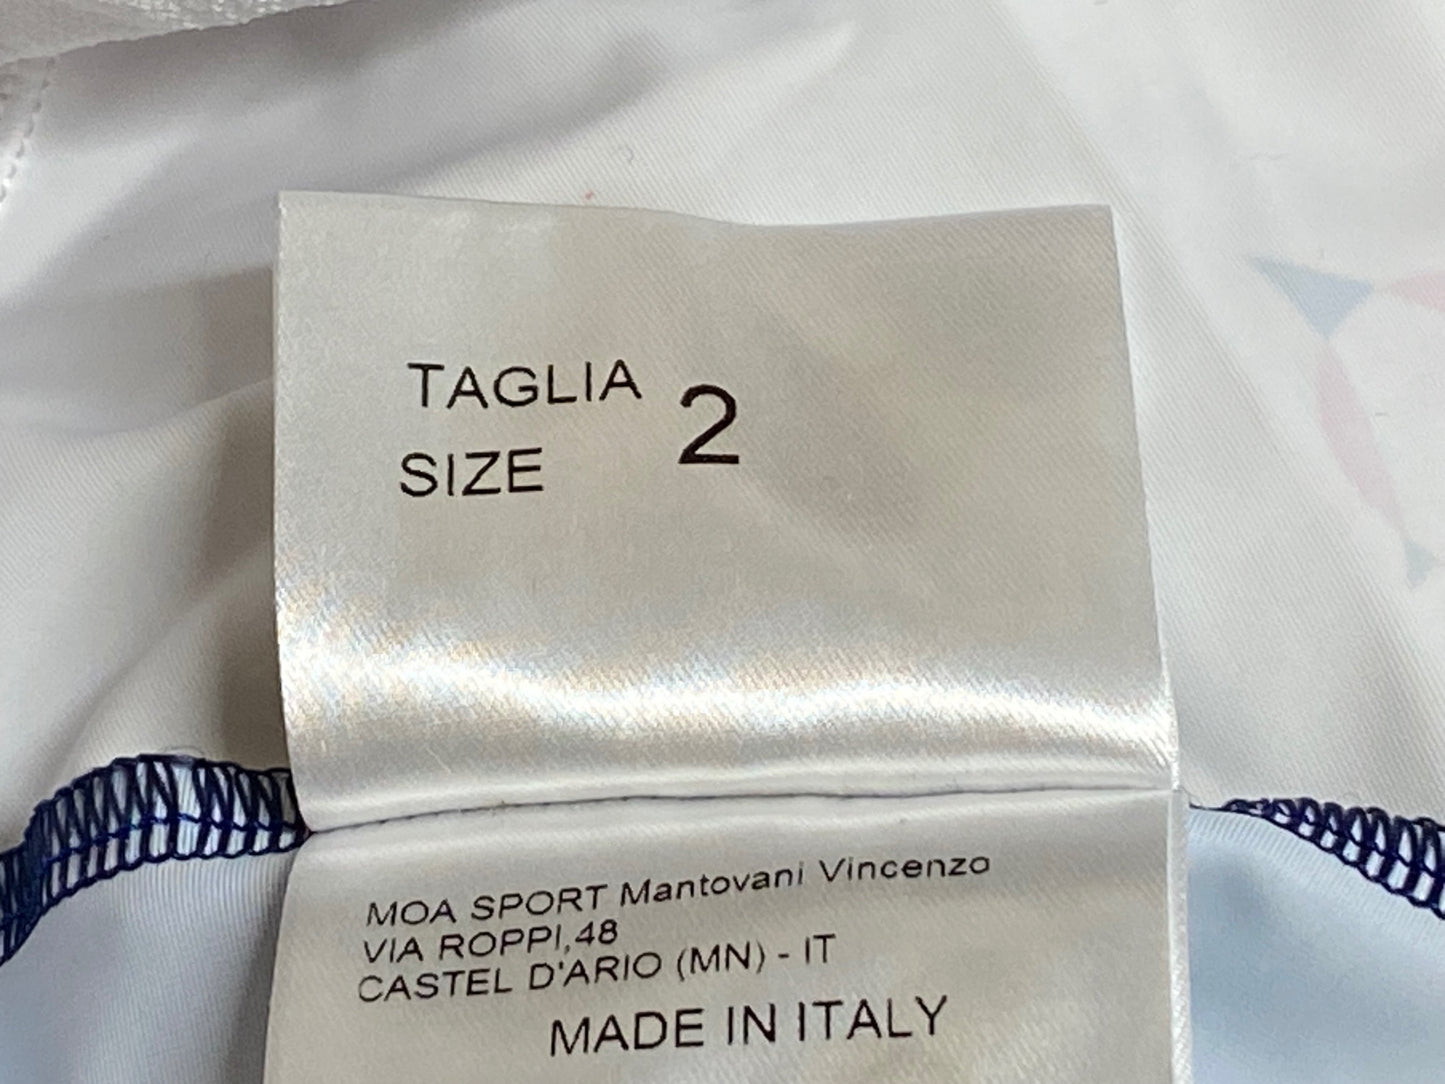 TAGLIA 2
SIZE
MOA SPORT Mantovani Vincenzo
VIA ROPPI,48
CASTEL D'ARIO (MN) - IT
MADE IN ITALY